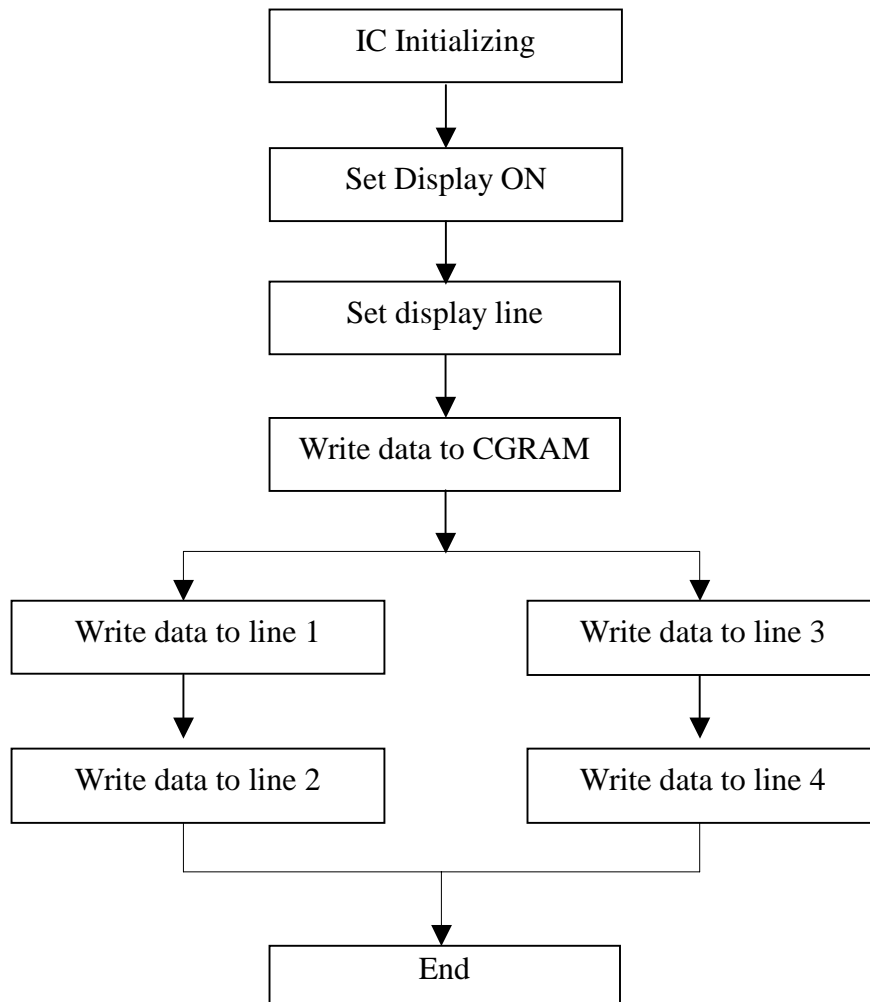 IC Initializing
Set Display ON
Set display line
Write data to CGRAM
Write data to line 1
Write data to line 3
Write data to line 2
Write data to line 4
End